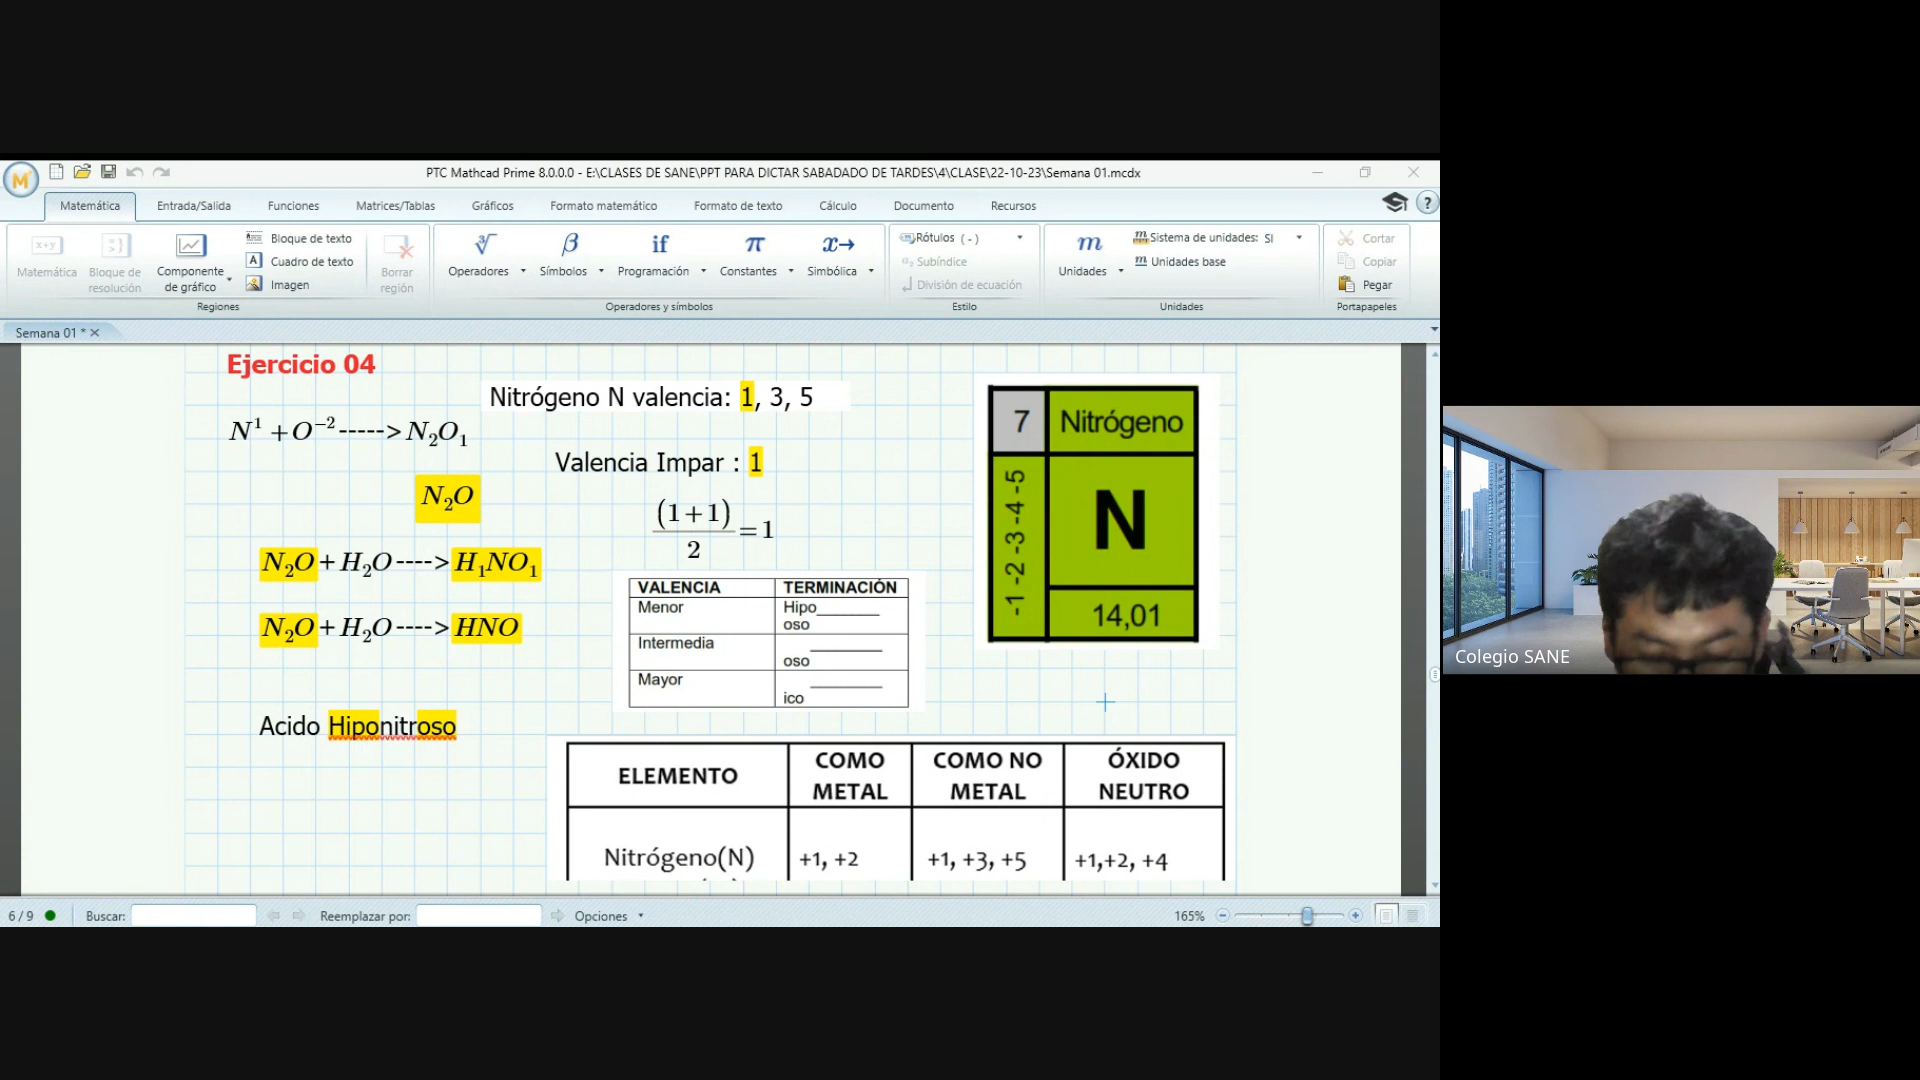 PTC Mathcad Prime 8.0.0.0 - E:\CLASES DE SANE\PPT PARA DICTAR SABADADO DE TARDES\4\CLASE\22-10-23\Semana 01.mcdx
Matemática Entrada/Salida Funciones Matrices/Tablas Gráficos Formato matemático Formato de texto Cálculo Documento Recursos
Matemática
Bloque de resolución
Componente de gráfico
Bloque de texto
Cuadro de texto
Imagen
Borrar región
Regiones
Operadores Símbolos Programación Constantes Simbólica
Operadores y símbolos
Rótulos ( - )
Subíndice
División de ecuación
Estilo
Unidades
Sistema de unidades: SI
Unidades base
Unidades
Cortar
Copiar
Pegar
Portapapeles
Semana 01 *
Ejercicio 04
Nitrógeno N valencia: 1, 3, 5
N¹ + O⁻² -----> N₂O₁
Valencia Impar : 1
N₂O
(1+1)/2 = 1
N₂O + H₂O ----> H₁NO₁
N₂O + H₂O ----> HNO
Acido Hiponitroso
VALENCIA TERMINACIÓN
Menor Hipo_______ oso
Intermedia ________ oso
Mayor ________ ico
7 Nitrógeno
-1 -2 -3 -4 -5
N
14,01
ELEMENTO COMO METAL COMO NO METAL ÓXIDO NEUTRO
Nitrógeno(N) +1, +2 +1, +3, +5 +1,+2, +4
6 / 9 Buscar: Reemplazar por: Opciones 165%
Colegio SANE